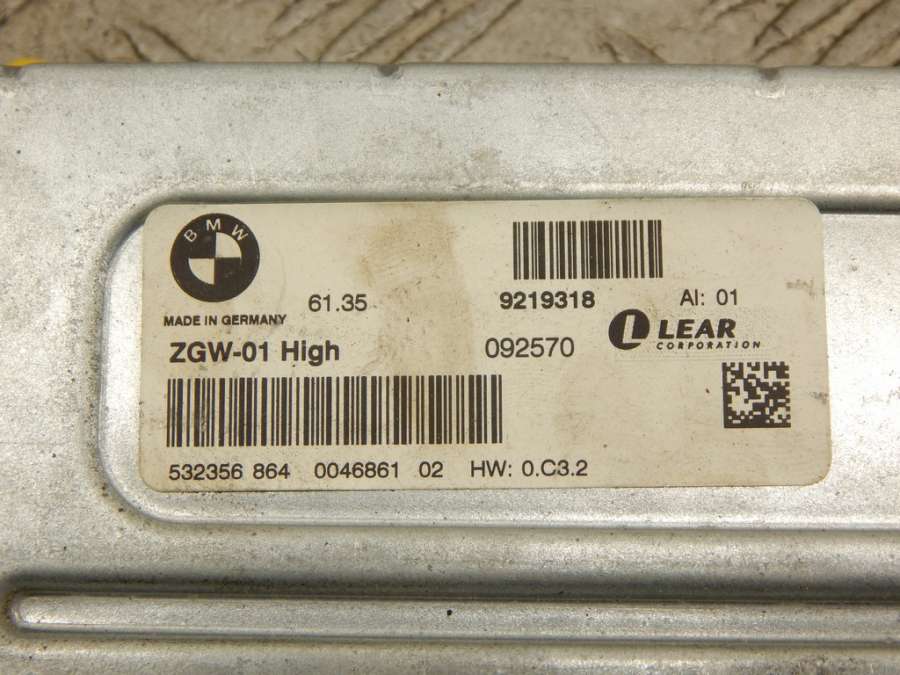 BMW
61.35 9219318 AI: 01
MADE IN GERMANY
LEAR
CORPORATION
ZGW-01 High 092570
532356 864 0046861 02 HW: 0.C3.2